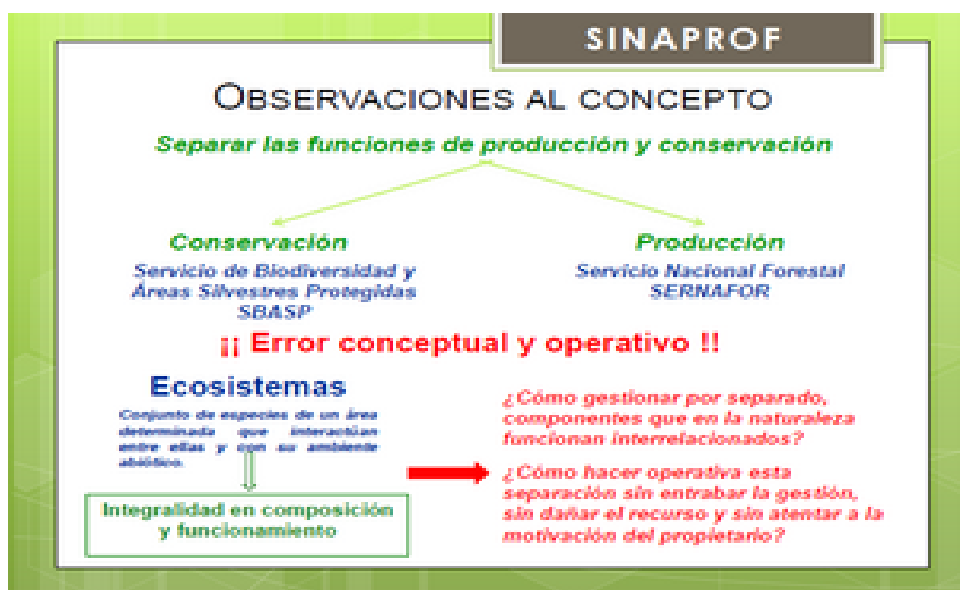 SINAPROF
OBSERVACIONES AL CONCEPTO
Separar las funciones de producción y conservación
Conservación
Servicio de Biodiversidad y
Áreas Silvestres Protegidas
SBASP
Producción
Servicio Nacional Forestal
SERNAFOR
¡¡ Error conceptual y operativo !!
Ecosistemas
Conjunto de especies de un área
determinada que interactúan
entre ellas y con su ambiente
abiótico.
Integralidad en composición
y funcionamiento
¿Cómo gestionar por separado,
componentes que en la naturaleza
funcionan interrelacionados?
¿Cómo hacer operativa esta
separación sin entrabar la gestión,
sin dañar el recurso y sin atentar a la
motivación del propietario?